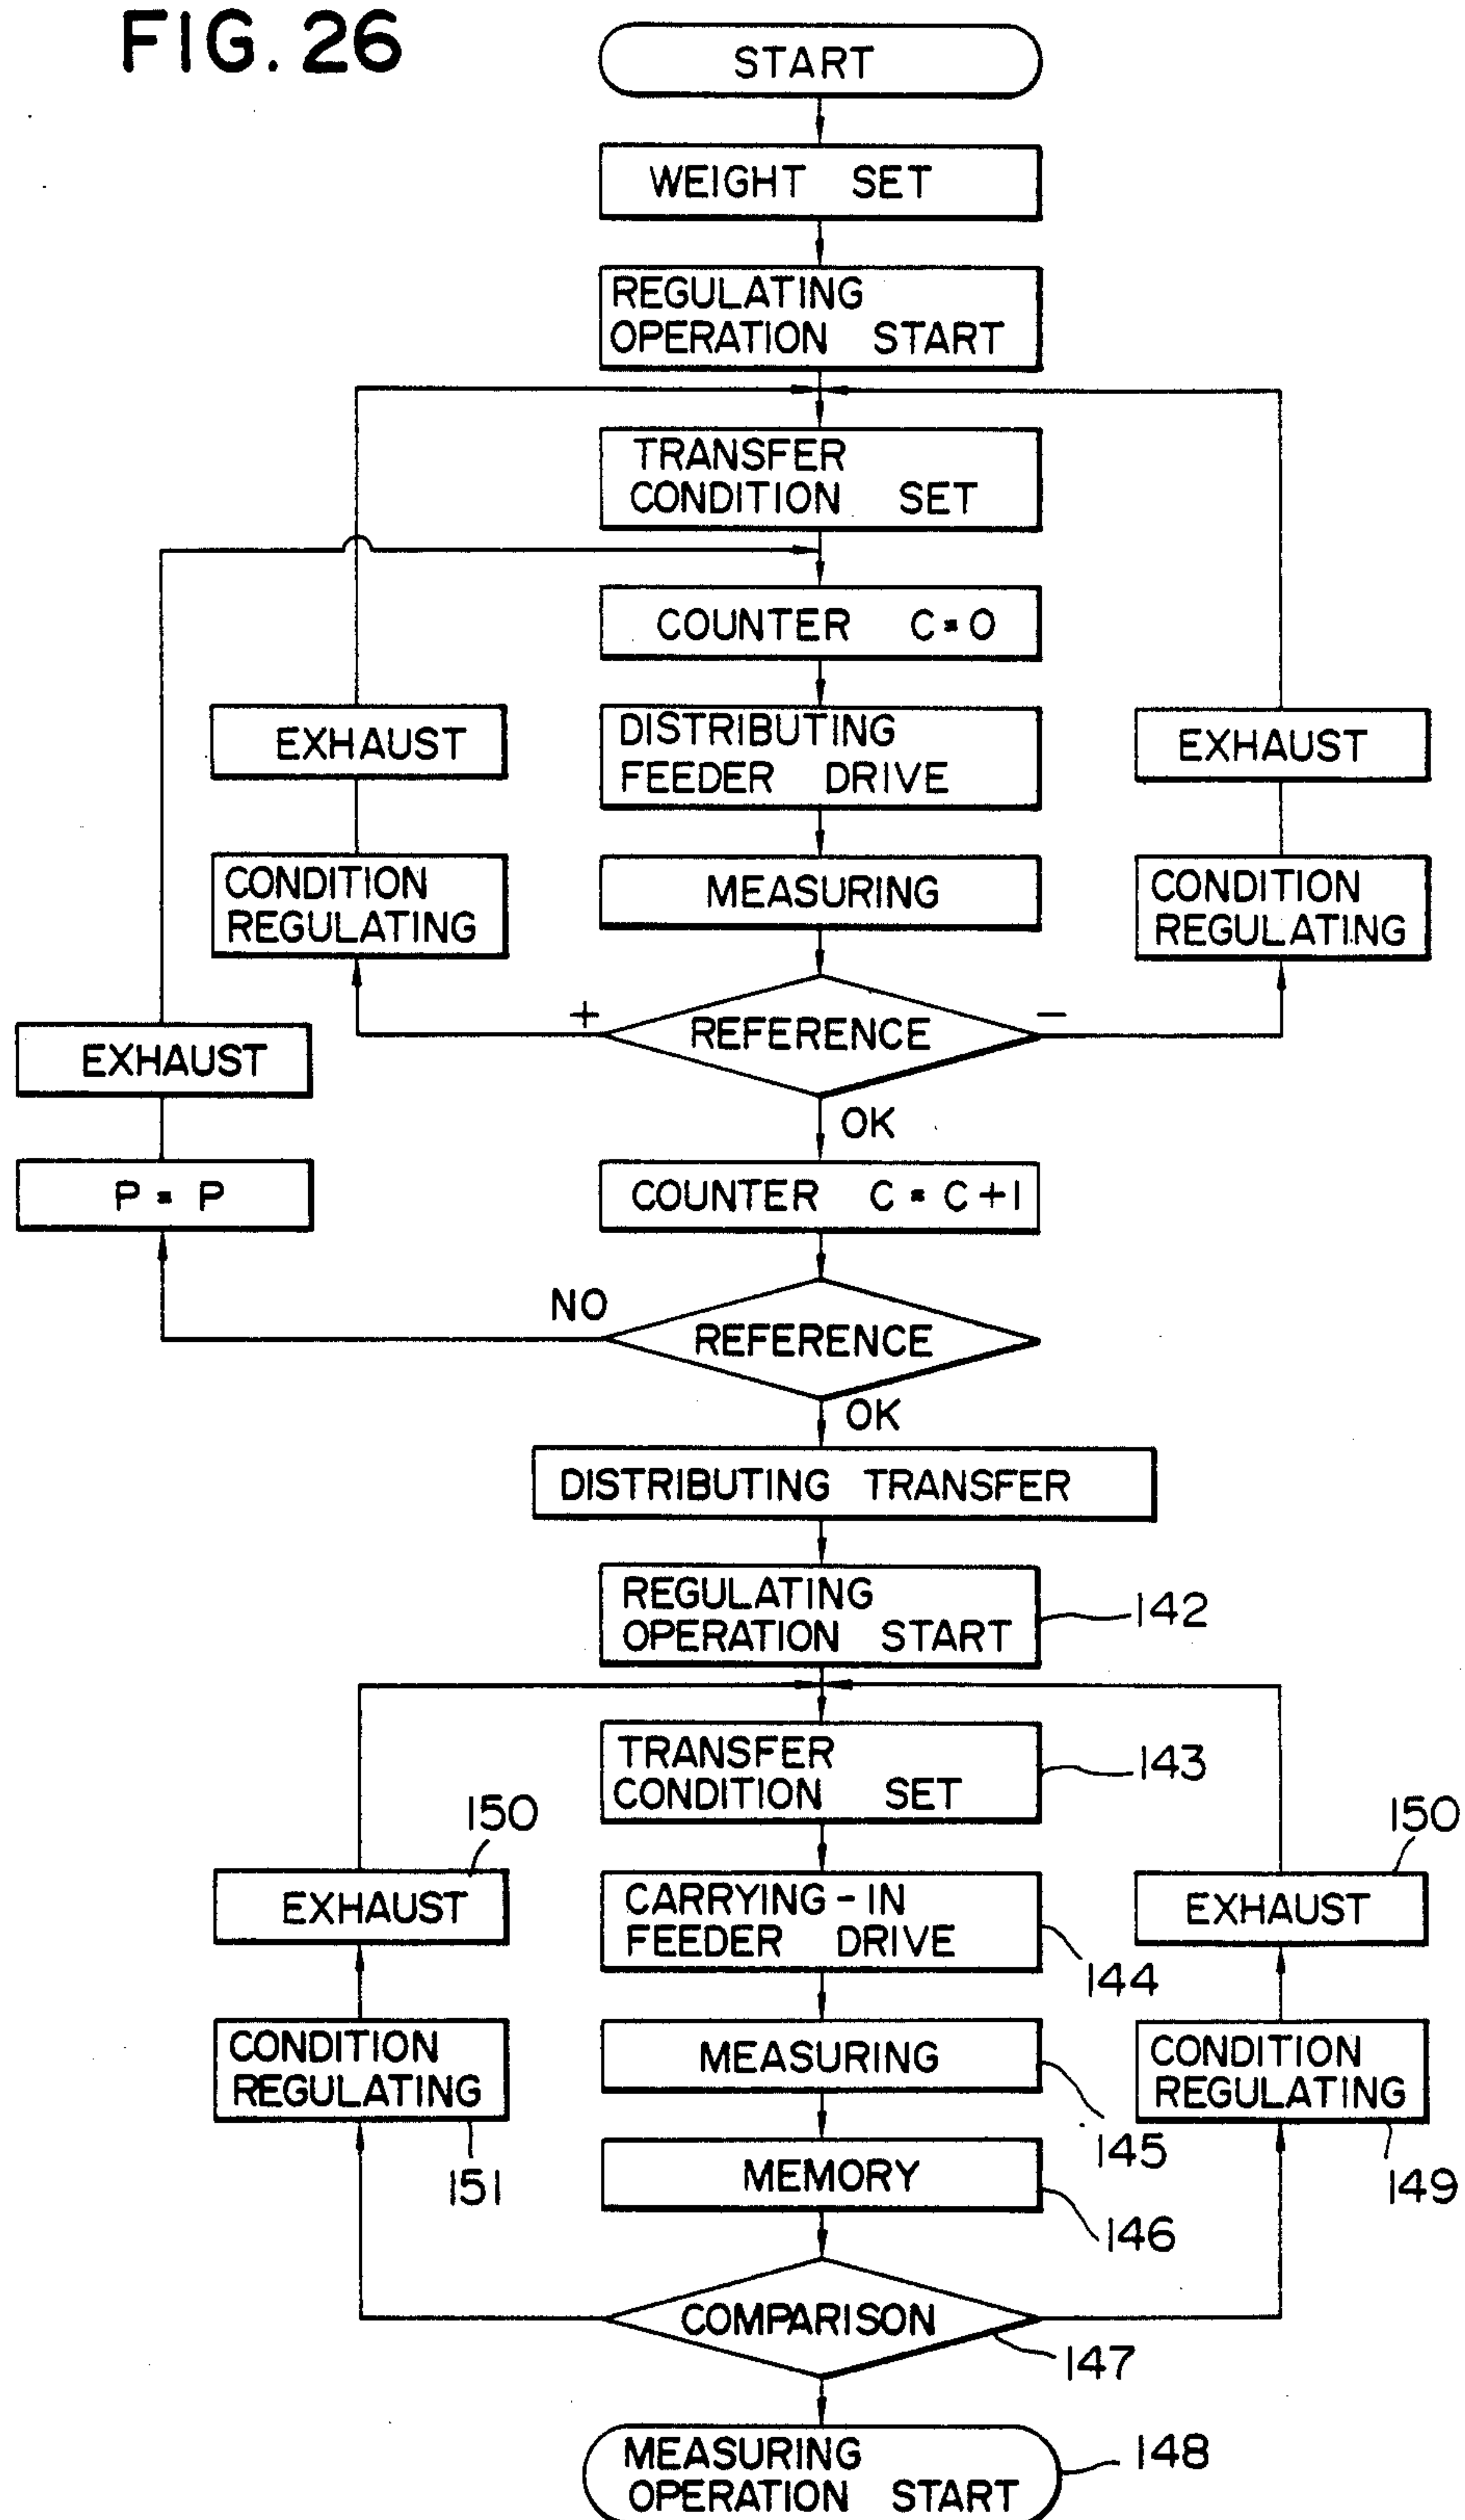 FIG. 26
START
WEIGHT SET
REGULATING
OPERATION START
TRANSFER
CONDITION SET
COUNTER C=0
EXHAUST
DISTRIBUTING
FEEDER DRIVE
EXHAUST
CONDITION
REGULATING
MEASURING
CONDITION
REGULATING
+
REFERENCE
−
EXHAUST
OK
P = P
COUNTER C = C+1
NO
REFERENCE
OK
DISTRIBUTING TRANSFER
REGULATING
OPERATION START
142
TRANSFER
CONDITION SET
143
150
150
EXHAUST
CARRYING-IN
FEEDER DRIVE
EXHAUST
144
CONDITION
REGULATING
MEASURING
CONDITION
REGULATING
145
151
MEMORY
149
146
COMPARISON
147
MEASURING
OPERATION START
148